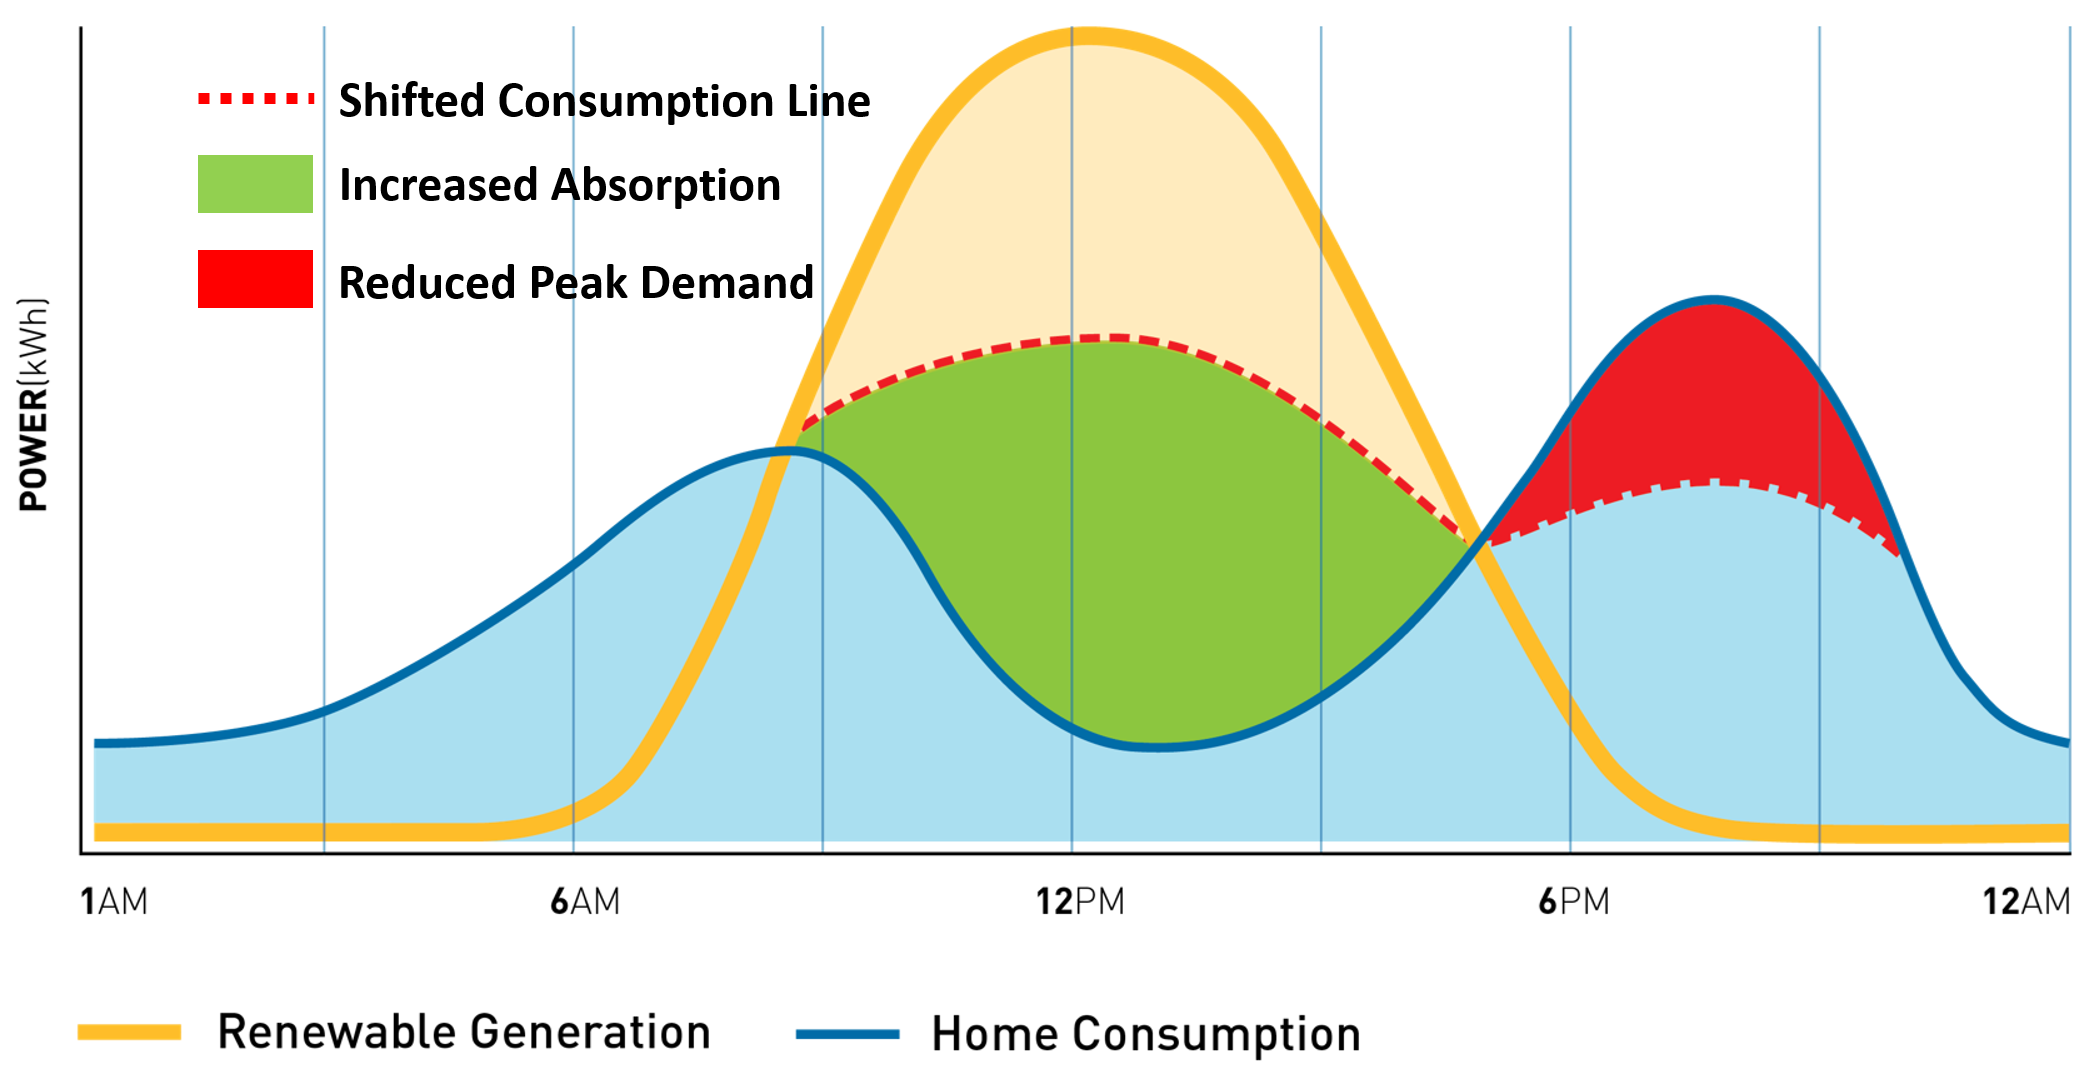 Shifted Consumption Line
Increased Absorption
Reduced Peak Demand
POWER(kWh)
1AM 6AM 12PM 6PM 12AM
Renewable Generation Home Consumption